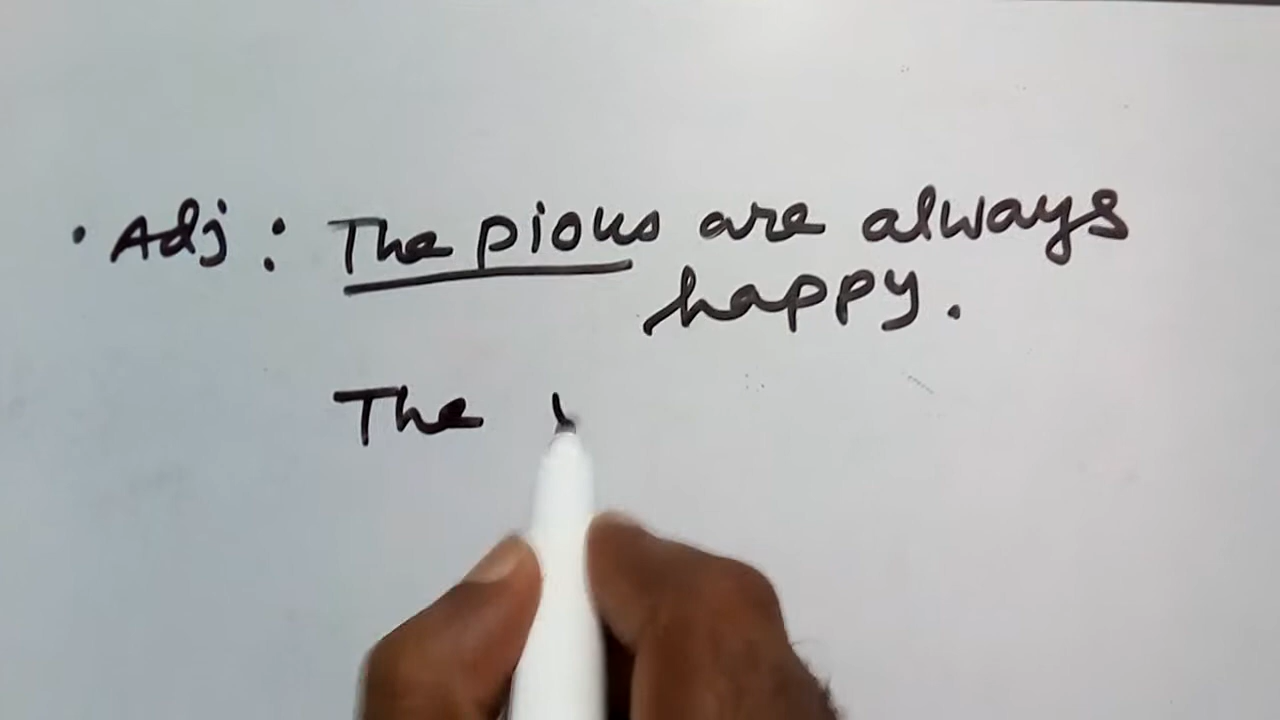 • Adj : The pious are always
happy.
The